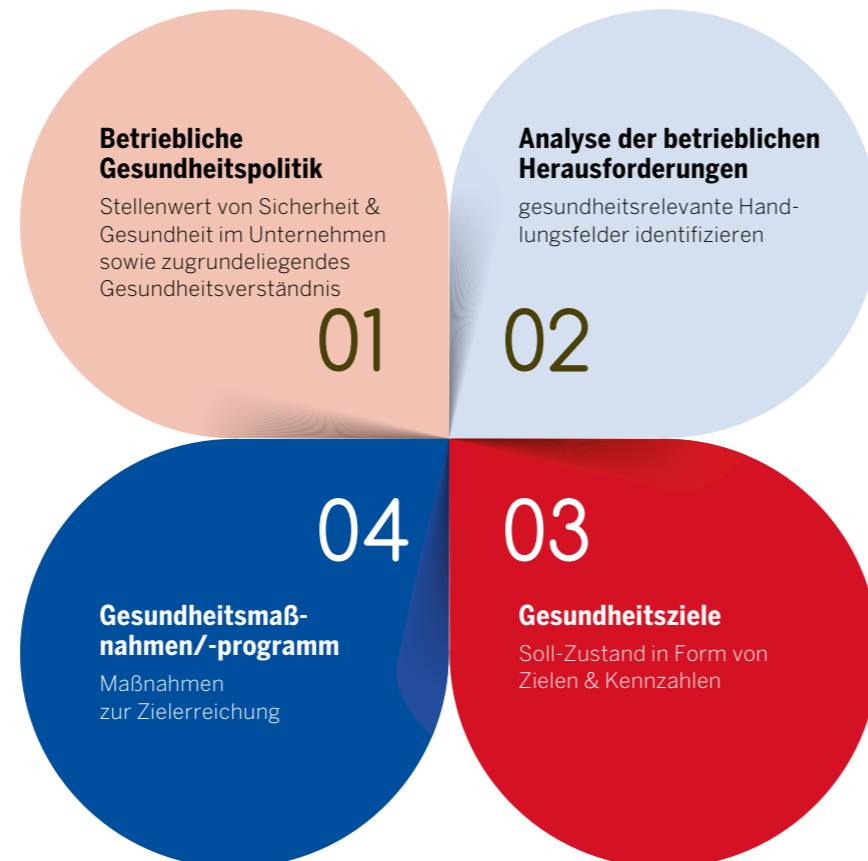 Betriebliche
Gesundheitspolitik
Stellenwert von Sicherheit &
Gesundheit im Unternehmen
sowie zugrundeliegendes
Gesundheitsverständnis
01
Analyse der betrieblichen
Herausforderungen
gesundheitsrelevante Hand-
lungsfelder identifizieren
02
03
Gesundheitsziele
Soll-Zustand in Form von
Zielen & Kennzahlen
04
Gesundheitsmaß-
nahmen/-programm
Maßnahmen
zur Zielerreichung